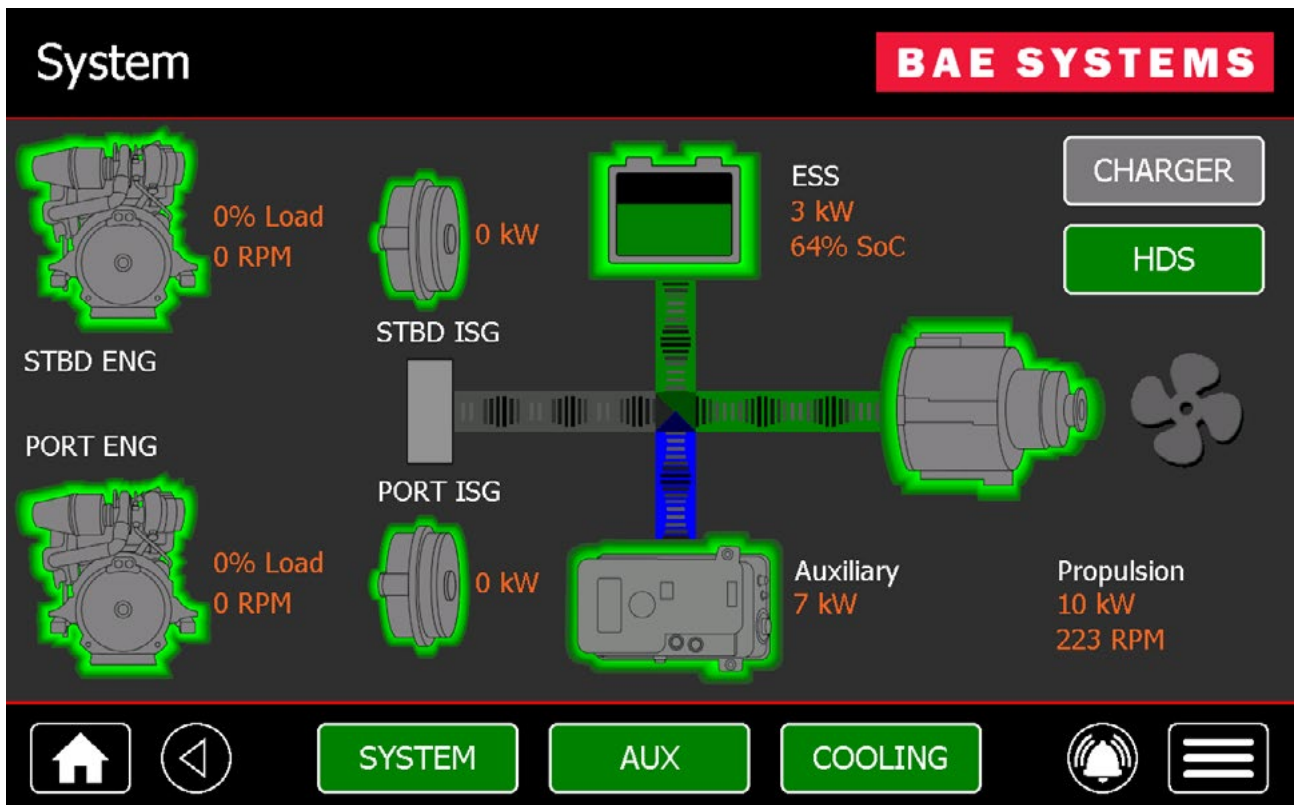 System
BAE SYSTEMS
0% Load
0 RPM
STBD ENG
0 kW
STBD ISG
ESS
3 kW
64% SoC
CHARGER
HDS
PORT ENG
0% Load
0 RPM
PORT ISG
0 kW
Auxiliary
7 kW
Propulsion
10 kW
223 RPM
SYSTEM
AUX
COOLING